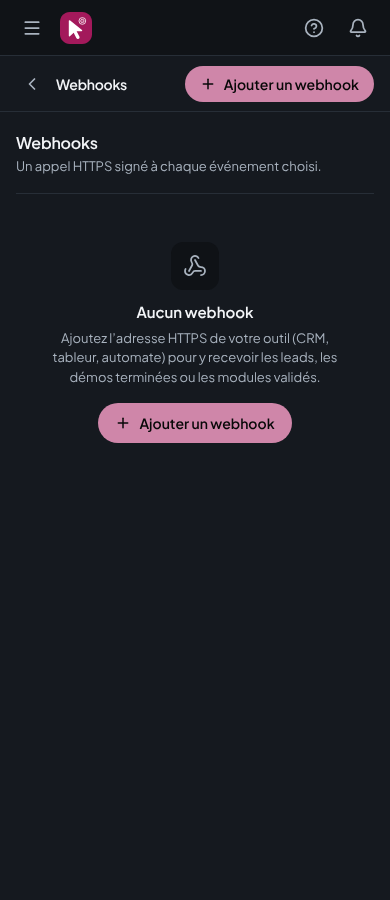 Webhooks
Ajouter un webhook
Webhooks
Un appel HTTPS signé à chaque événement choisi.
Aucun webhook
Ajoutez l'adresse HTTPS de votre outil (CRM,
tableur, automate) pour y recevoir les leads, les
démos terminées ou les modules validés.
Ajouter un webhook